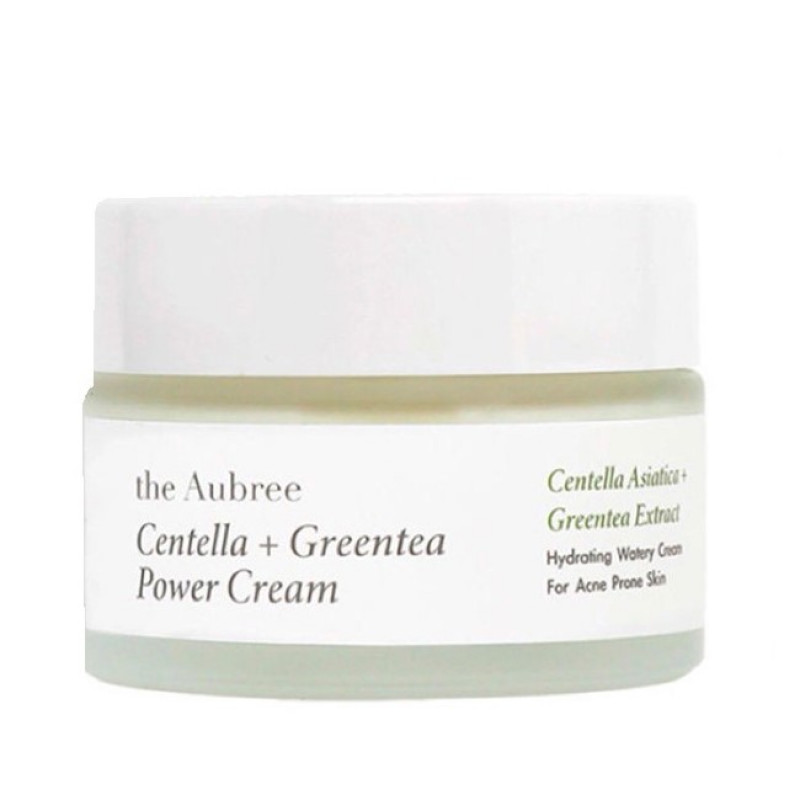 the Aubree
Centella + Greentea
Power Cream
Centella Asiatica +
Greentea Extract
Hydrating Watery Cream
For Acne Prone Skin